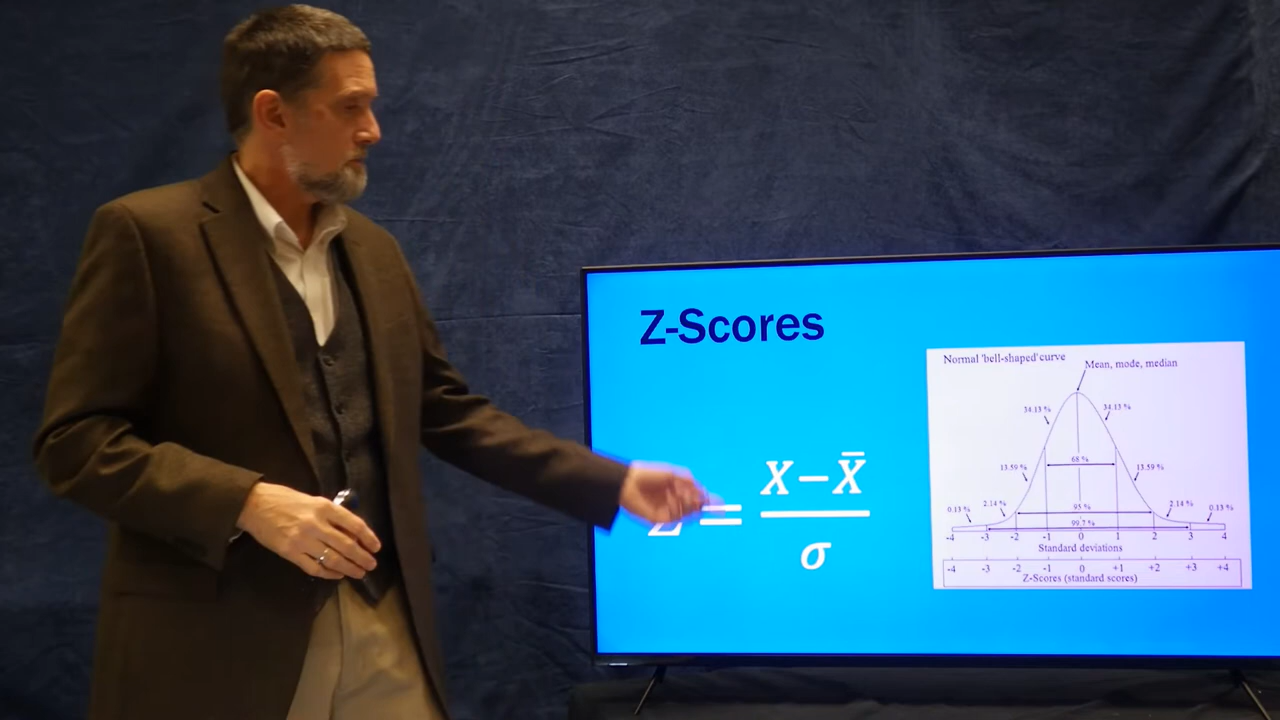 Z-Scores
Z = X − X̄
σ
Normal 'bell-shaped' curve
Mean, mode, median
34.13 % 34.13 %
68 %
13.59 % 13.59 %
2.14 % 2.14 %
0.13 % 95 % 0.13 %
99.7 %
-4 -3 -2 -1 0 1 2 3 4
Standard deviations
-4 -3 -2 -1 0 +1 +2 +3 +4
Z-Scores (standard scores)